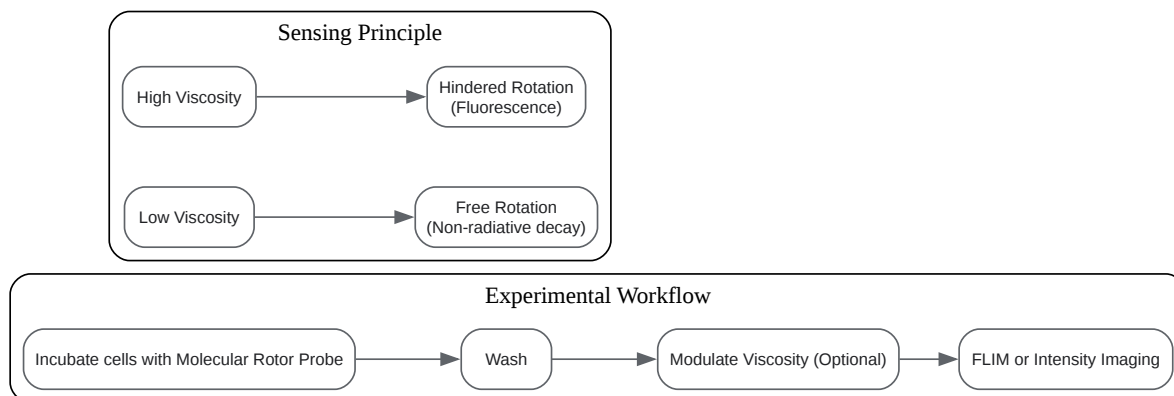 Sensing Principle
High Viscosity
Hindered Rotation
(Fluorescence)
Low Viscosity
Free Rotation
(Non-radiative decay)
Experimental Workflow
Incubate cells with Molecular Rotor Probe
Wash
Modulate Viscosity (Optional)
FLIM or Intensity Imaging